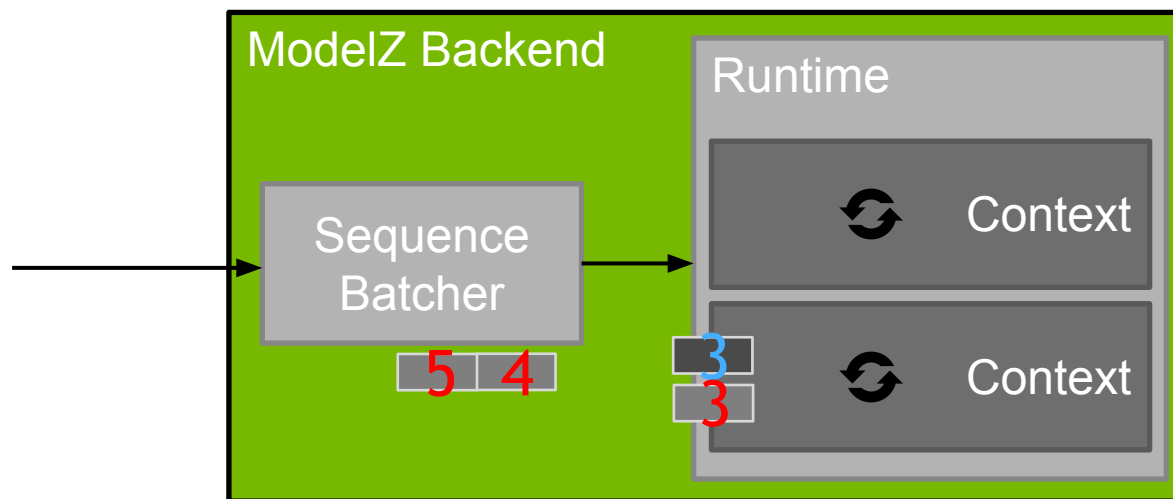 ModelZ Backend
Runtime
Context
Sequence
Batcher
5 4
3
3
Context